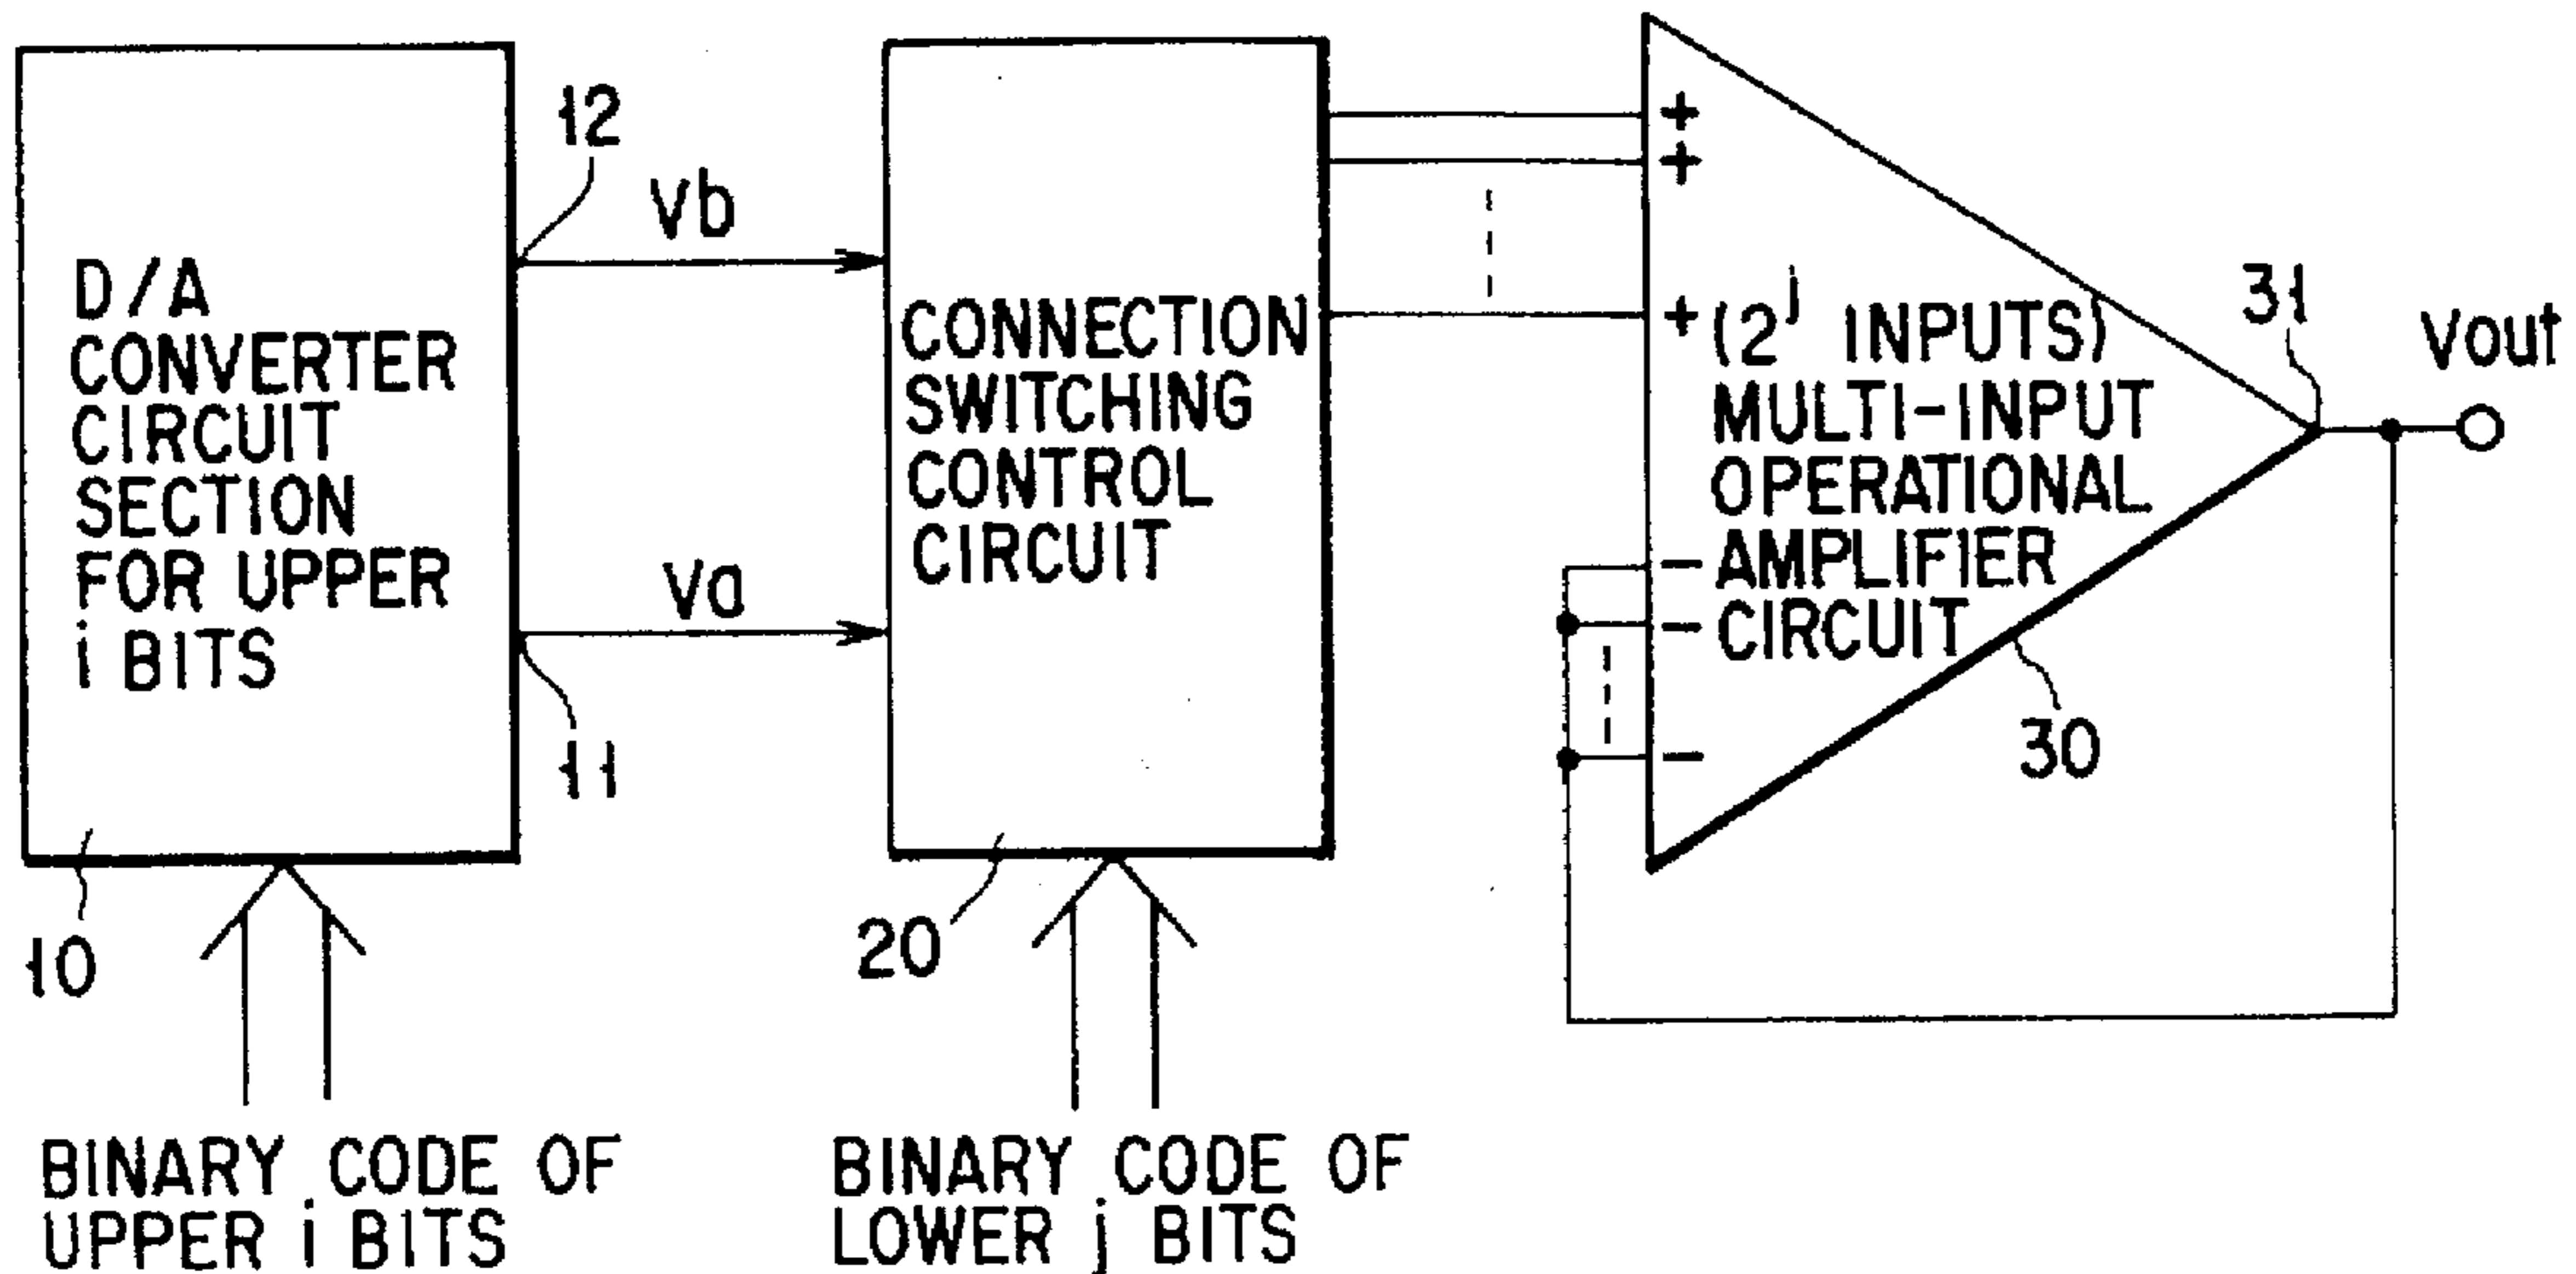 D/A
CONVERTER
CIRCUIT
SECTION
FOR UPPER
i BITS
12
Vb
Va
11
10
CONNECTION
SWITCHING
CONTROL
CIRCUIT
20
+
+
+
(2^j INPUTS)
MULTI-INPUT
OPERATIONAL
AMPLIFIER
CIRCUIT
-
-
-
30
31
Vout
BINARY CODE OF
UPPER i BITS
BINARY CODE OF
LOWER j BITS